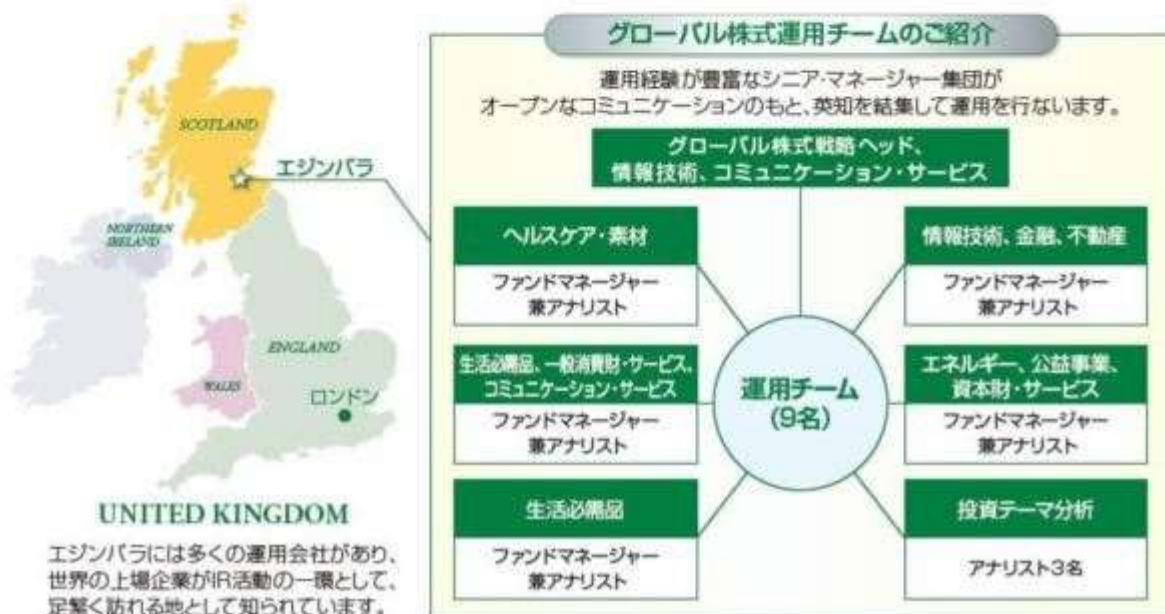 SCOTLAND
エジンバラ
NORTHERN
IRELAND
ENGLAND
WALES
ロンドン
UNITED KINGDOM
エジンバラには多くの運用会社があり、
世界の上場企業がIR活動の一環として、
足繁く訪れる地として知られています。
グローバル株式運用チームのご紹介
運用経験が豊富なシニア・マネージャー集団が
オープンなコミュニケーションのもと、英知を結集して運用を行ないます。
グローバル株式戦略ヘッド、
情報技術、コミュニケーション・サービス
ヘルスケア・素材
ファンドマネージャー
兼アナリスト
情報技術、金融、不動産
ファンドマネージャー
兼アナリスト
生活必需品、一般消費財・サービス、
コミュニケーション・サービス
ファンドマネージャー
兼アナリスト
運用チーム
(9名)
エネルギー、公益事業、
資本財・サービス
ファンドマネージャー
兼アナリスト
生活必需品
ファンドマネージャー
兼アナリスト
投資テーマ分析
アナリスト3名